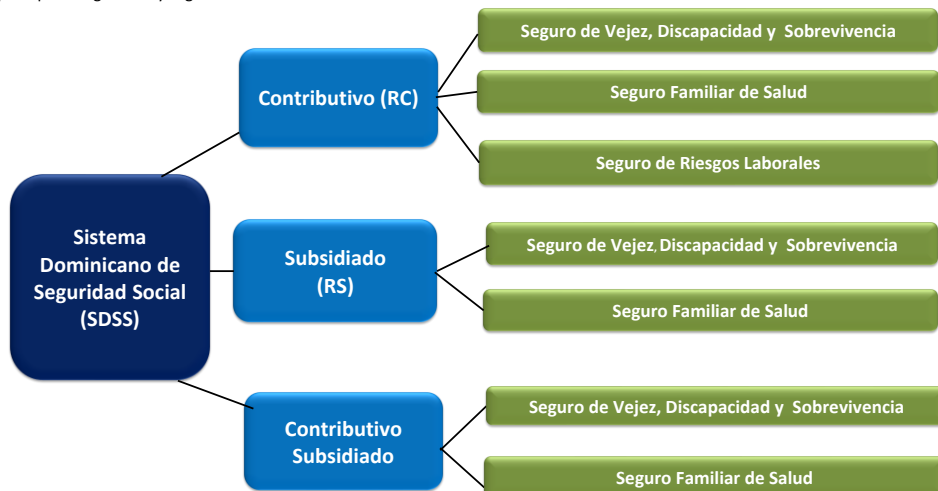 Seguro de Vejez, Discapacidad y Sobrevivencia
Contributivo (RC)
Seguro Familiar de Salud
Seguro de Riesgos Laborales
Sistema
Dominicano de
Seguridad Social
(SDSS)
Subsidiado
(RS)
Seguro de Vejez, Discapacidad y Sobrevivencia
Seguro Familiar de Salud
Contributivo
Subsidiado
Seguro de Vejez, Discapacidad y Sobrevivencia
Seguro Familiar de Salud